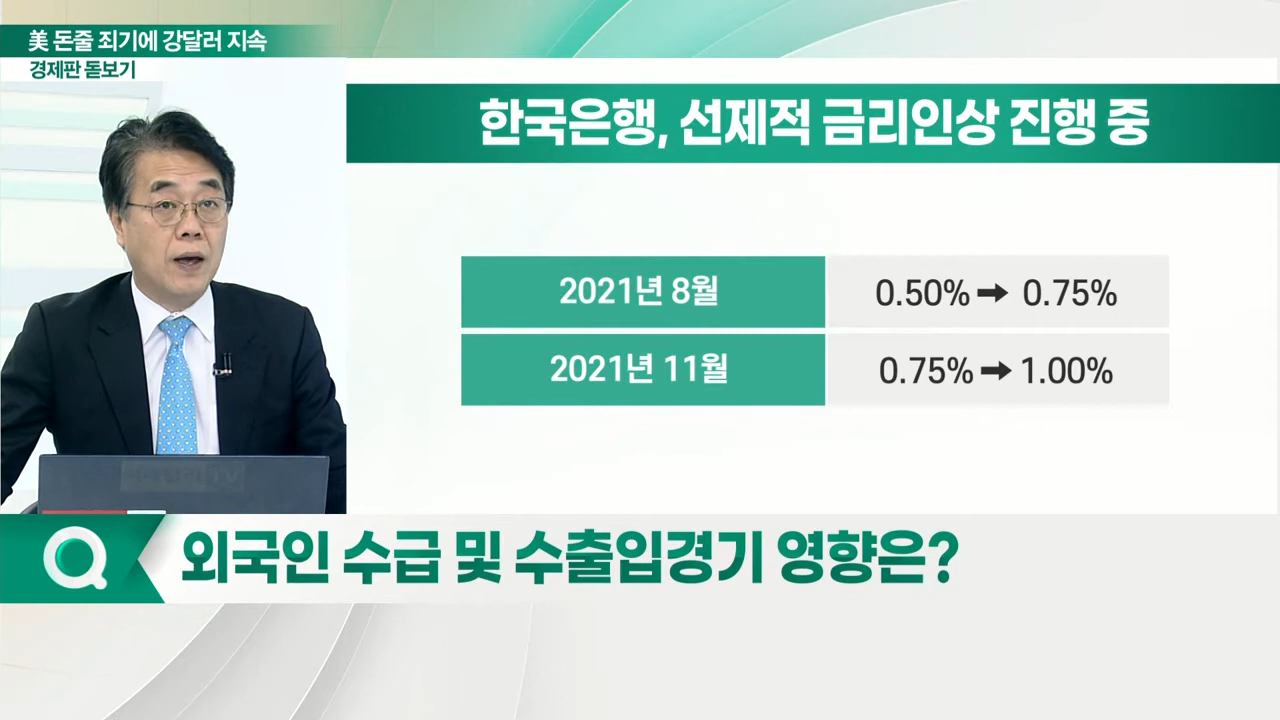 美 돈줄 죄기에 강달러 지속
경제판 돋보기
한국은행, 선제적 금리인상 진행 중
2021년 8월 0.50% ➡ 0.75%
2021년 11월 0.75% ➡ 1.00%
외국인 수급 및 수출입경기 영향은?